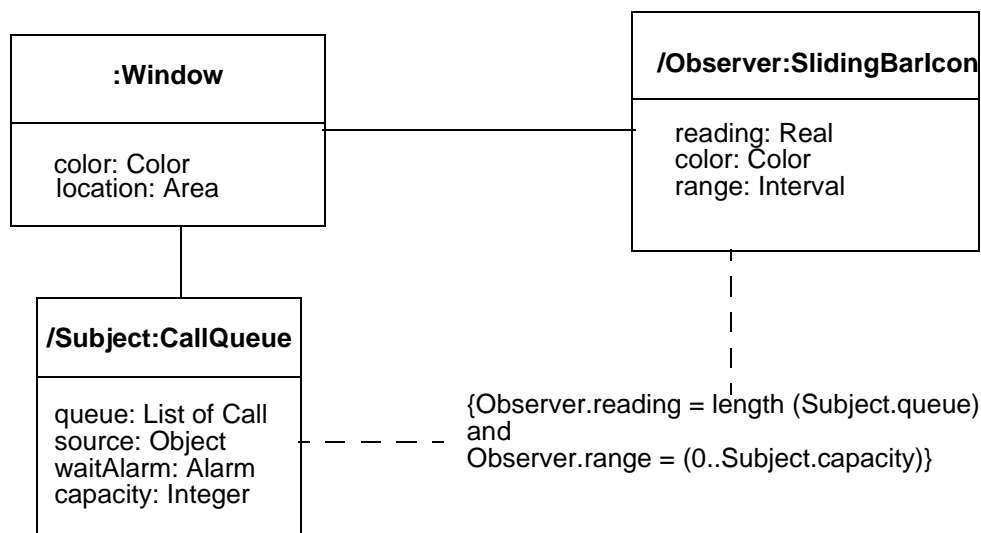 :Window
color: Color
location: Area
/Observer:SlidingBarIcon
reading: Real
color: Color
range: Interval
/Subject:CallQueue
queue: List of Call
source: Object
waitAlarm: Alarm
capacity: Integer
{Observer.reading = length (Subject.queue)
and
Observer.range = (0..Subject.capacity)}